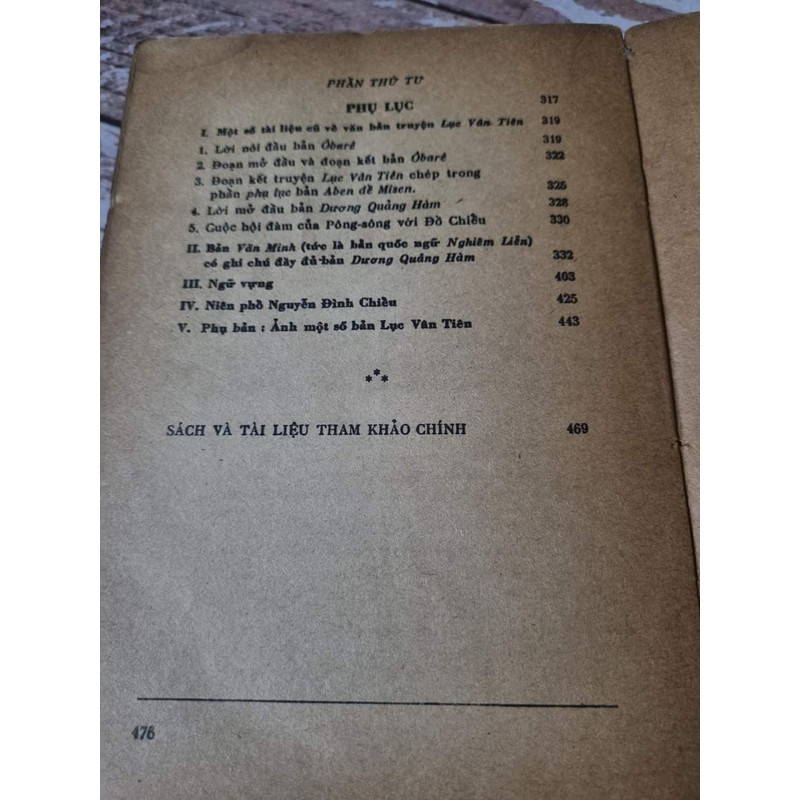 PHẦN THỨ TƯ
PHỤ LỤC 317
I. Một số tài liệu cũ về văn bản truyện Lục Vân Tiên 319
1. Lời nói đầu bản Ôbarê 319
2. Đoạn mở đầu và đoạn kết bản Ôbarê 322
3. Đoạn kết truyện Lục Vân Tiên chép trong
phần phụ lục bản Aben đề Misen. 325
4. Lời mở đầu bản Dương Quảng Hàm 328
5. Cuộc hội đàm của Pông-sông với Đồ Chiểu 330
II. Bản Văn Minh (tức là bản quốc ngữ Nghiêm Liễn)
có ghi chú đầy đủ bản Dương Quảng Hàm 332
III. Ngữ vựng 403
IV. Niên phổ Nguyễn Đình Chiểu 425
V. Phụ bản : Ảnh một số bản Lục Vân Tiên 443
***
SÁCH VÀ TÀI LIỆU THAM KHẢO CHÍNH 469
476